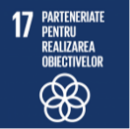 17 PARTENERIATE
PENTRU
REALIZAREA
OBIECTIVELOR